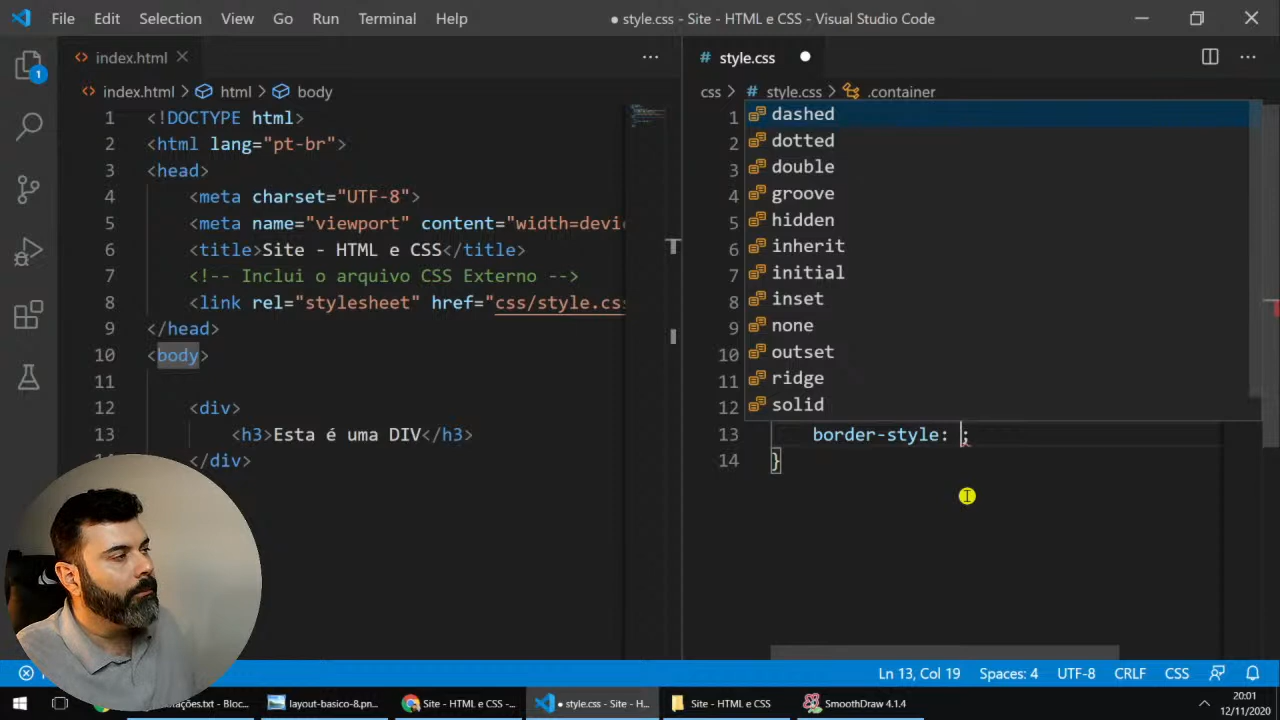 File Edit Selection View Go Run Terminal Help
● style.css - Site - HTML e CSS - Visual Studio Code
1
index.html
index.html > html > body
1 <!DOCTYPE html>
2 <html lang="pt-br">
3 <head>
4 <meta charset="UTF-8">
5 <meta name="viewport" content="width=devi
6 <title>Site - HTML e CSS</title>
7 <!-- Inclui o arquivo CSS Externo -->
8 <link rel="stylesheet" href="css/style.cs
9 </head>
10 <body>
11
12 <div>
13 <h3>Esta é uma DIV</h3>
</div>
# style.css
css > # style.css > .container
1 dashed
2 dotted
3 double
4 groove
5 hidden
6 inherit
7 initial
8 inset
9 none
10 outset
11 ridge
12 solid
13 border-style: ;
14 }
Ln 13, Col 19 Spaces: 4 UTF-8 CRLF CSS
tações.txt - Bloc... layout-basico-8.pn... Site - HTML e CSS -... ● style.css - Site - H... Site - HTML e CSS SmoothDraw 4.1.4
20:01
12/11/2020